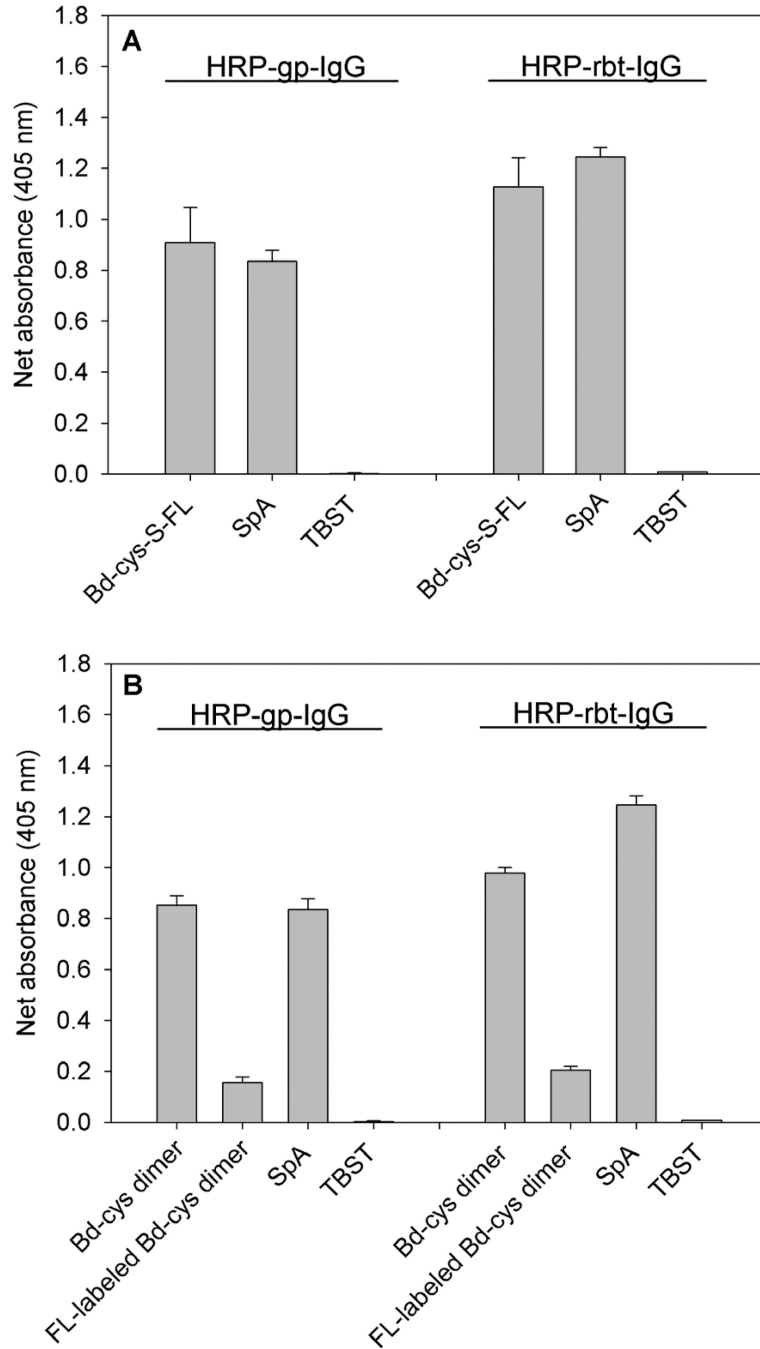 A
HRP-gp-IgG
HRP-rbt-IgG
Net absorbance (405 nm)
1.8
1.6
1.4
1.2
1.0
0.8
0.6
0.4
0.2
0.0
Bd-cys-S-FL
SpA
TBST
Bd-cys-S-FL
SpA
TBST
B
HRP-gp-IgG
HRP-rbt-IgG
Net absorbance (405 nm)
1.8
1.6
1.4
1.2
1.0
0.8
0.6
0.4
0.2
0.0
Bd-cys dimer
FL-labeled Bd-cys dimer
SpA
TBST
Bd-cys dimer
FL-labeled Bd-cys dimer
SpA
TBST